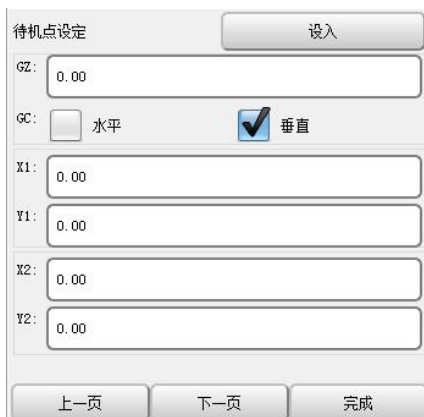 待机点设定 设入
GZ: 0.00
GC: 水平 垂直
X1: 0.00
Y1: 0.00
X2: 0.00
Y2: 0.00
上一页 下一页 完成